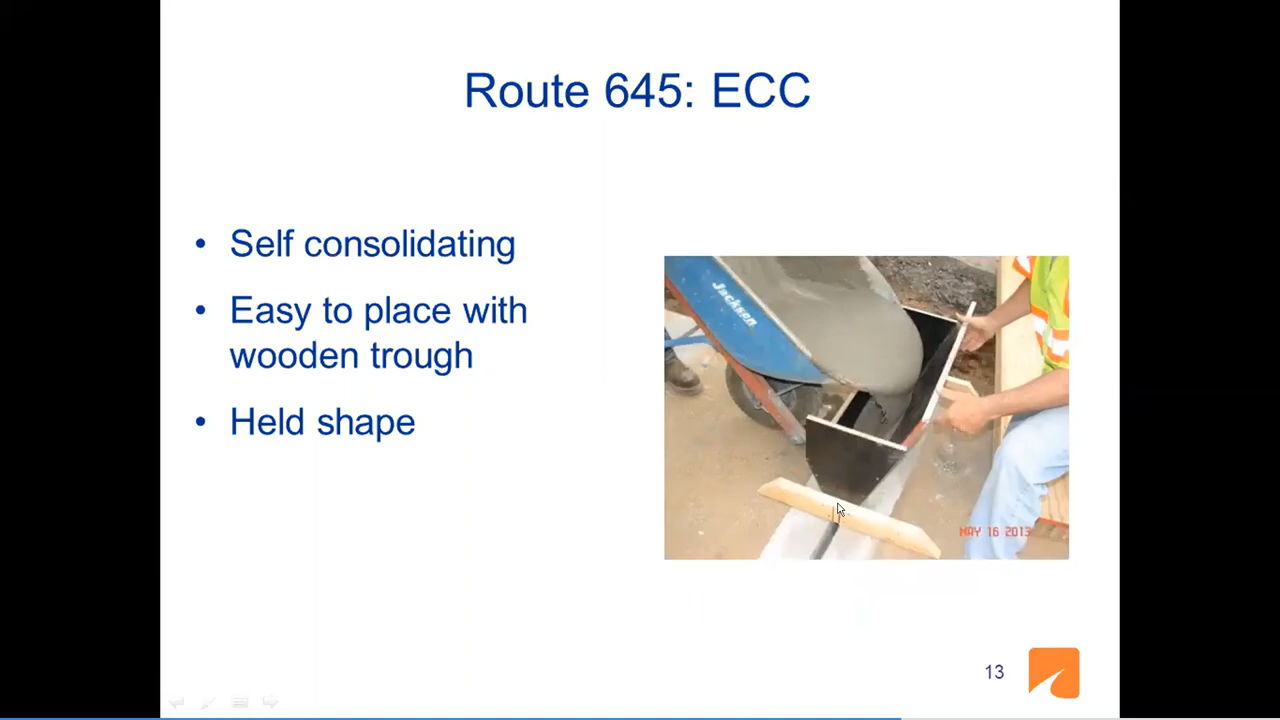 Route 645: ECC
• Self consolidating
• Easy to place with
wooden trough
• Held shape
Jackson
MAY 16 2013
13